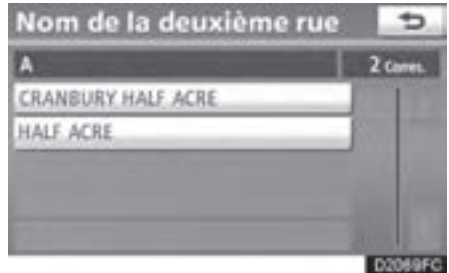 Nom de la deuxième rue
A 2 Corres.
CRANBURY HALF ACRE
HALF ACRE
D2069FC